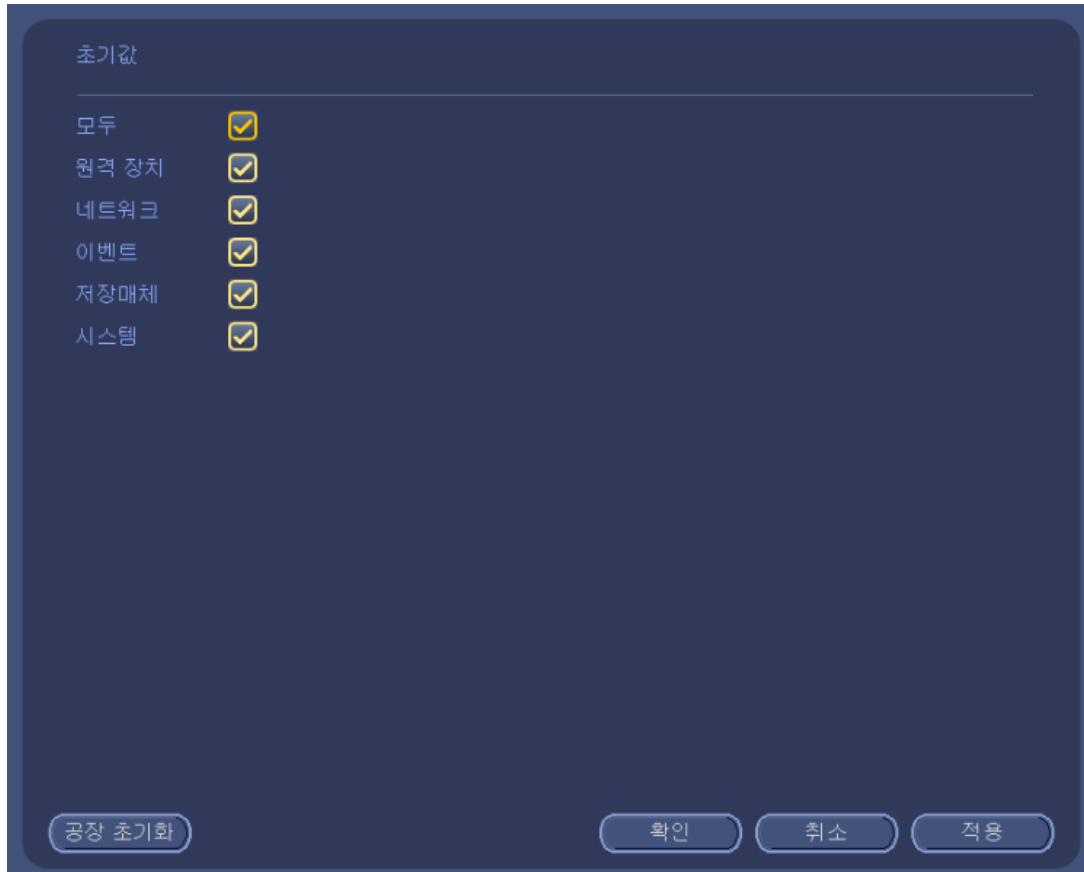 초기값
모두
원격 장치
네트워크
이벤트
저장매체
시스템
공장 초기화 확인 취소 적용